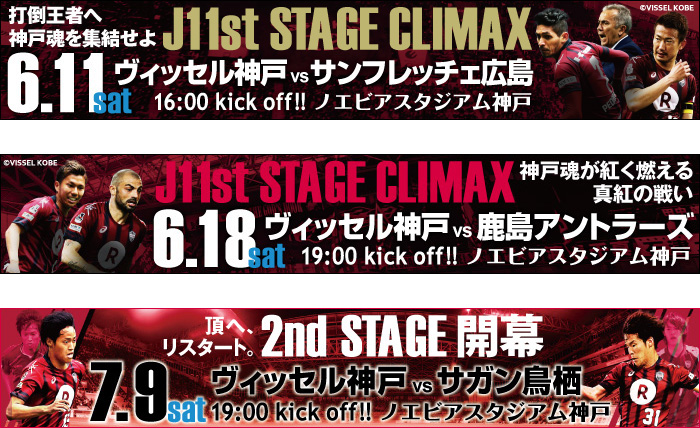 打倒王者へ
神戸魂を集結せよ
J11st STAGE CLIMAX
©VISSEL KOBE
6.11sat
ヴィッセル神戸 vs サンフレッチェ広島
16:00 kick off!! ノエビアスタジアム神戸
©VISSEL KOBE
J11st STAGE CLIMAX
神戸魂が紅く燃える
真紅の戦い
6.18sat
ヴィッセル神戸 vs 鹿島アントラーズ
19:00 kick off!! ノエビアスタジアム神戸
R
頂へ、
リスタート。
2nd STAGE 開幕
7.9sat
ヴィッセル神戸 vs サガン鳥栖
19:00 kick off!! ノエビアスタジアム神戸
R
R
31